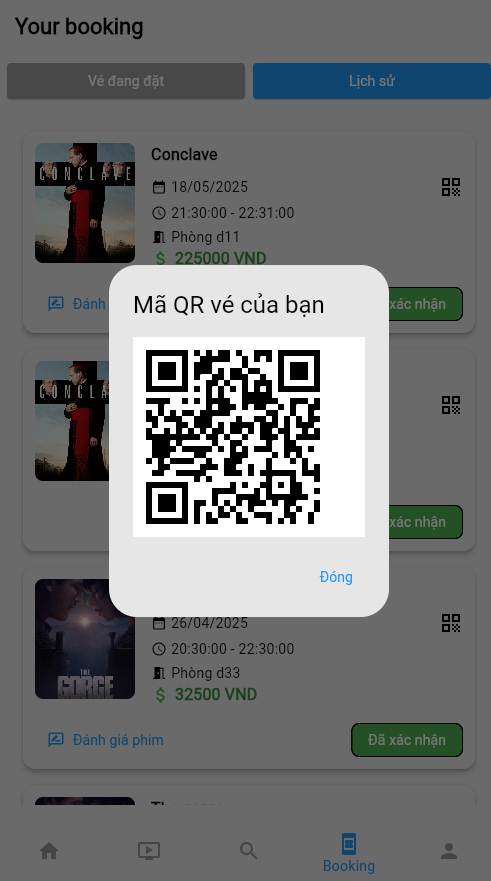 Your booking
Vé đang đặt
Lịch sử
CONCLAVE
Conclave
18/05/2025
21:30:00 - 22:31:00
Phòng d11
$ 225000 VND
Đánh
xác nhận
Mã QR vé của bạn
CONCLAVE
xác nhận
Đóng
THE
GORGE
26/04/2025
20:30:00 - 22:30:00
Phòng d33
$ 32500 VND
Đánh giá phim
Đã xác nhận
Booking